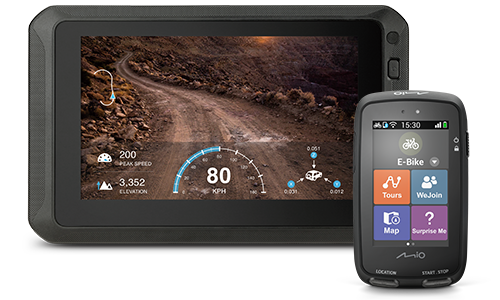 200
PEAK SPEED
3,352
ELEVATION
80
KPH
0.051
Z
X
Y
0.031
0.012
15:30
E-Bike
Tours
WeJoin
Map
Surprise Me
Mio
LOCATION
START . STOP